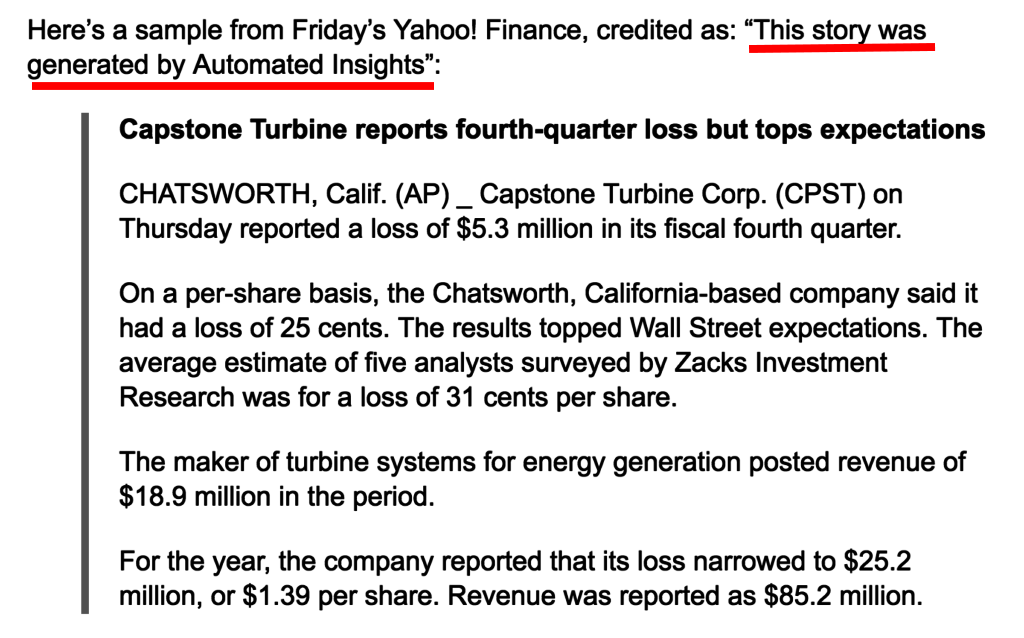 Here’s a sample from Friday’s Yahoo! Finance, credited as: “This story was
generated by Automated Insights”:
Capstone Turbine reports fourth-quarter loss but tops expectations
CHATSWORTH, Calif. (AP) _ Capstone Turbine Corp. (CPST) on
Thursday reported a loss of $5.3 million in its fiscal fourth quarter.
On a per-share basis, the Chatsworth, California-based company said it
had a loss of 25 cents. The results topped Wall Street expectations. The
average estimate of five analysts surveyed by Zacks Investment
Research was for a loss of 31 cents per share.
The maker of turbine systems for energy generation posted revenue of
$18.9 million in the period.
For the year, the company reported that its loss narrowed to $25.2
million, or $1.39 per share. Revenue was reported as $85.2 million.